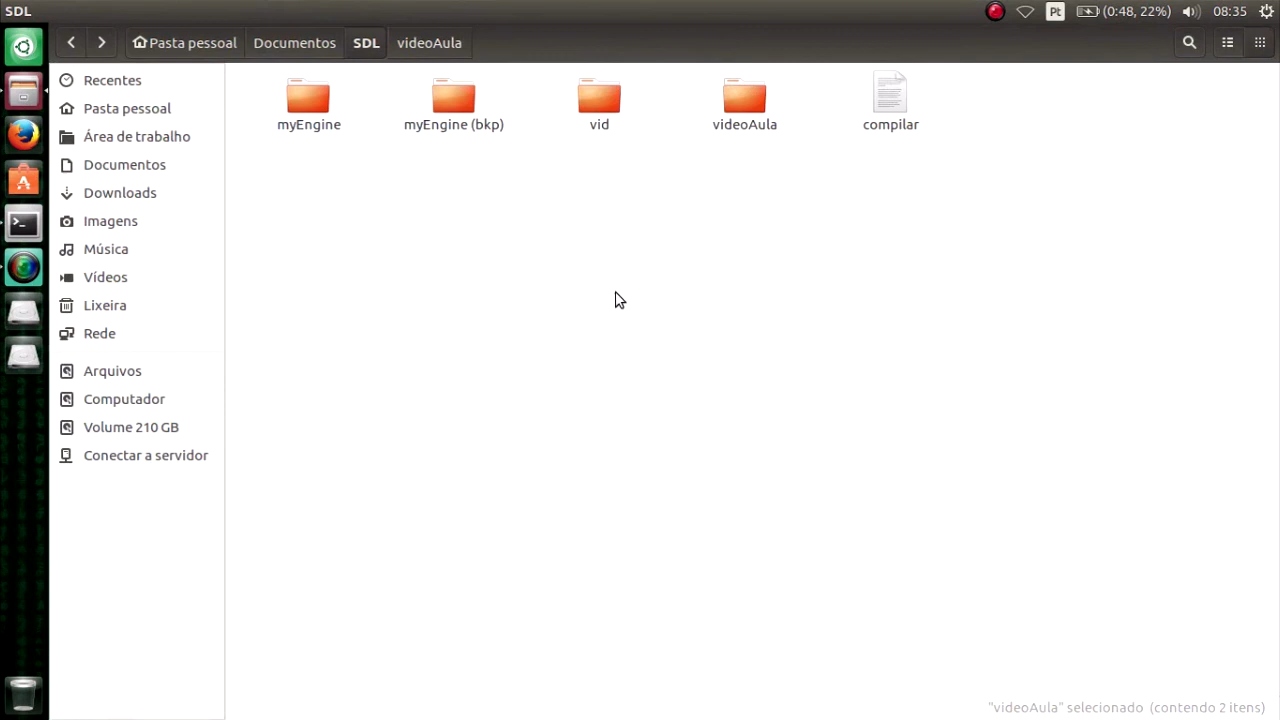 SDL
Pt
(0:48, 22%)
08:35
Pasta pessoal
Documentos
SDL
videoAula
Recentes
Pasta pessoal
Área de trabalho
Documentos
Downloads
Imagens
Música
Vídeos
Lixeira
Rede
Arquivos
Computador
Volume 210 GB
Conectar a servidor
myEngine
myEngine (bkp)
vid
videoAula
compilar
"videoAula" selecionado (contendo 2 itens)